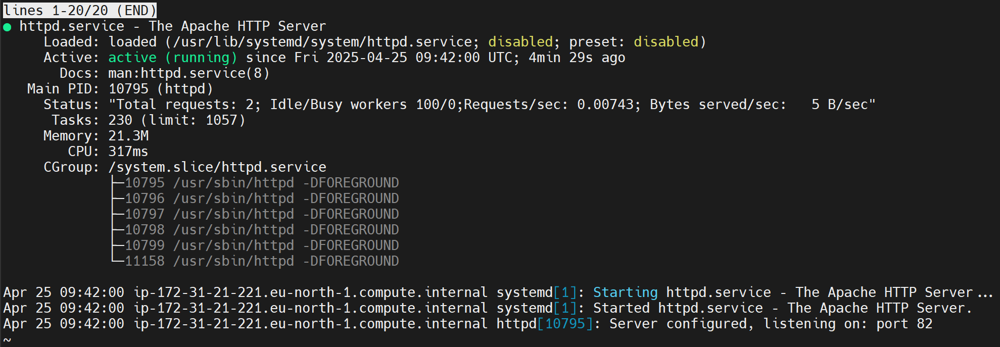 lines 1-20/20 (END)
● httpd.service - The Apache HTTP Server
     Loaded: loaded (/usr/lib/systemd/system/httpd.service; disabled; preset: disabled)
     Active: active (running) since Fri 2025-04-25 09:42:00 UTC; 4min 29s ago
       Docs: man:httpd.service(8)
   Main PID: 10795 (httpd)
     Status: "Total requests: 2; Idle/Busy workers 100/0;Requests/sec: 0.00743; Bytes served/sec:   5 B/sec"
      Tasks: 230 (limit: 1057)
     Memory: 21.3M
        CPU: 317ms
     CGroup: /system.slice/httpd.service
             ├─10795 /usr/sbin/httpd -DFOREGROUND
             ├─10796 /usr/sbin/httpd -DFOREGROUND
             ├─10797 /usr/sbin/httpd -DFOREGROUND
             ├─10798 /usr/sbin/httpd -DFOREGROUND
             ├─10799 /usr/sbin/httpd -DFOREGROUND
             └─11158 /usr/sbin/httpd -DFOREGROUND

Apr 25 09:42:00 ip-172-31-21-221.eu-north-1.compute.internal systemd[1]: Starting httpd.service - The Apache HTTP Server...
Apr 25 09:42:00 ip-172-31-21-221.eu-north-1.compute.internal systemd[1]: Started httpd.service - The Apache HTTP Server.
Apr 25 09:42:00 ip-172-31-21-221.eu-north-1.compute.internal httpd[10795]: Server configured, listening on: port 82
~